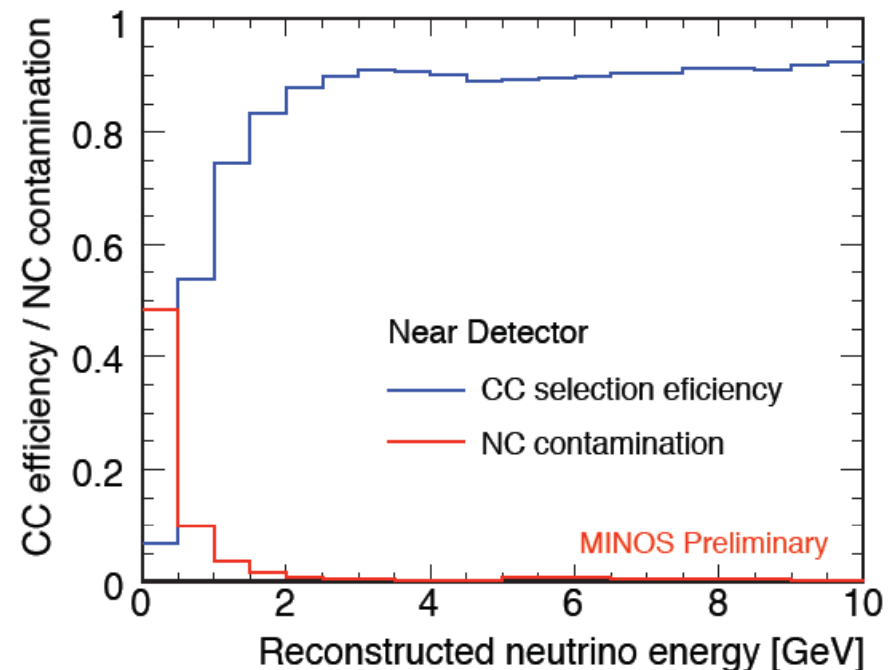 CC efficiency / NC contamination
1
0.8
0.6
0.4
0.2
0
Near Detector
CC selection eficiency
NC contamination
MINOS Preliminary
0 2 4 6 8 10
Reconstructed neutrino energy [GeV]